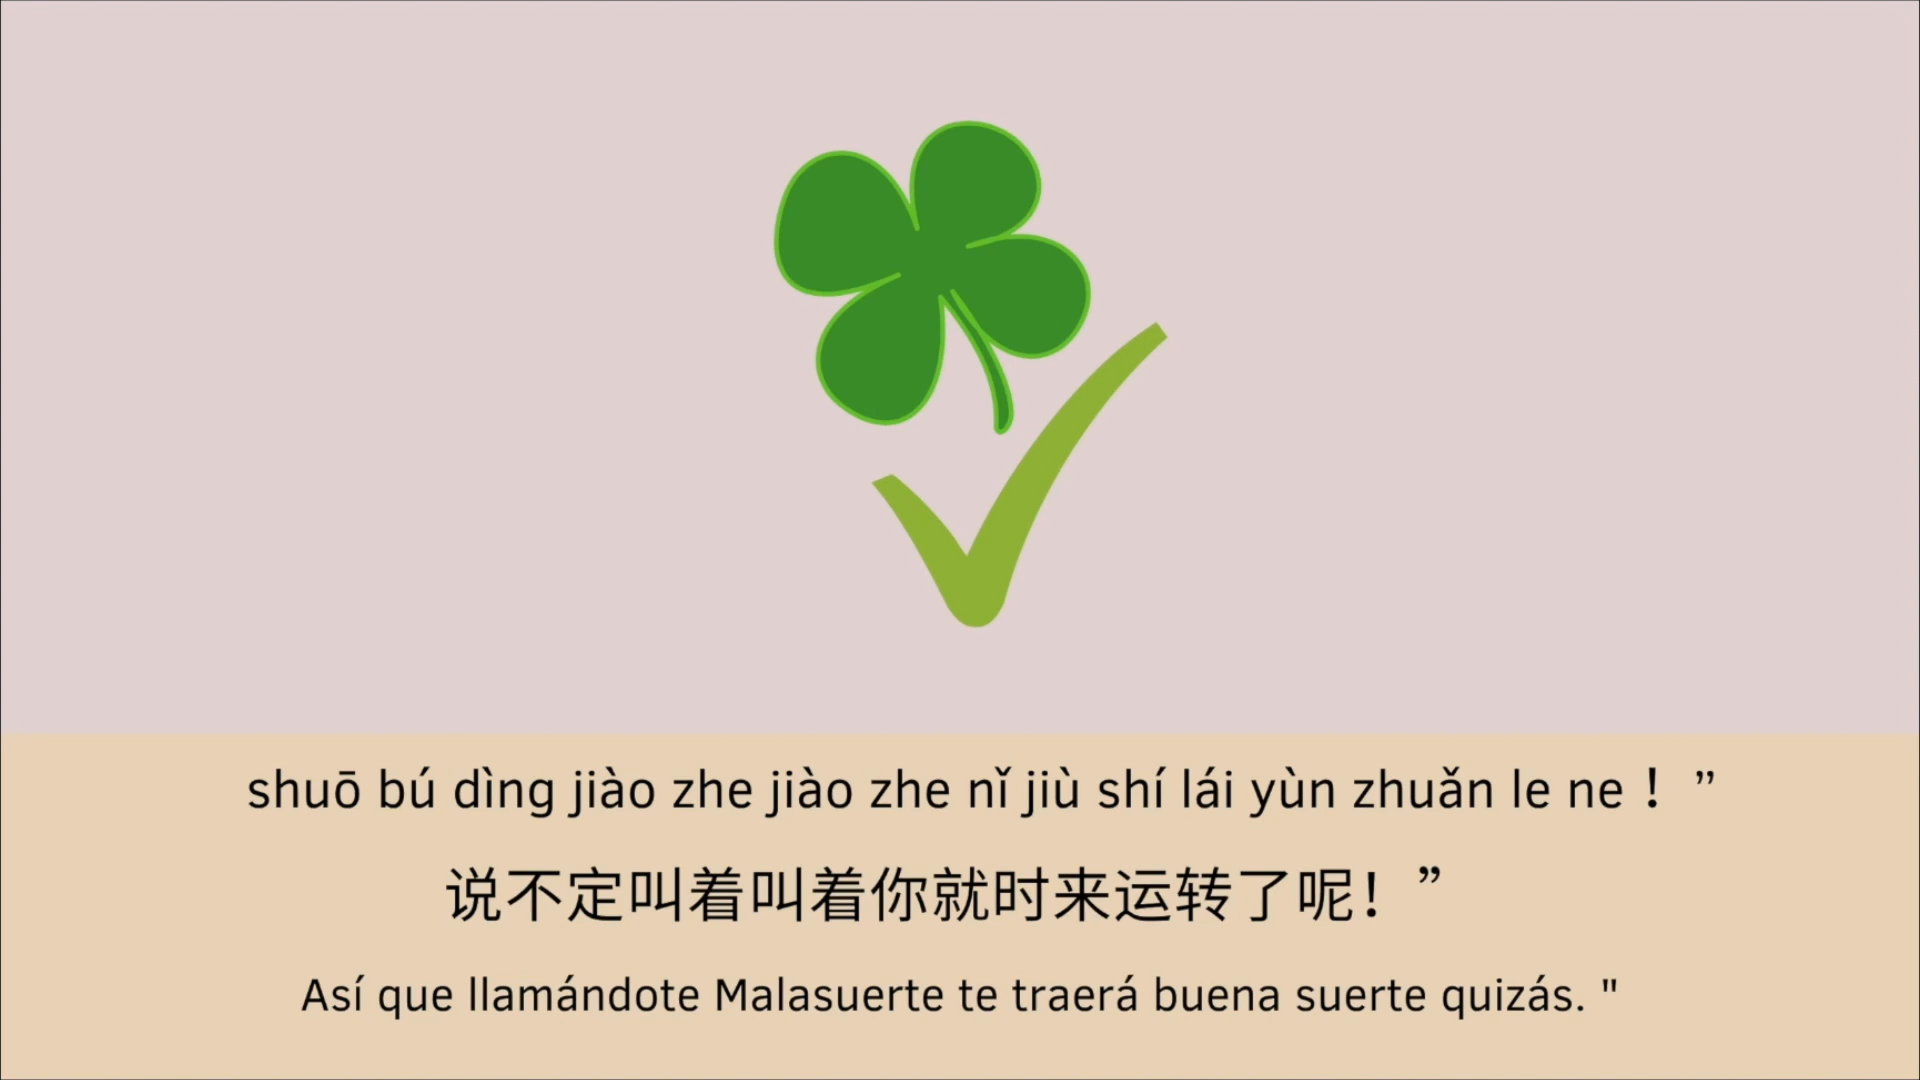 shuō bú dìng jiào zhe jiào zhe nǐ jiù shí lái yùn zhuǎn le ne！”
说不定叫着叫着你就时来运转了呢！”
Así que llamándote Malasuerte te traerá buena suerte quizás. "